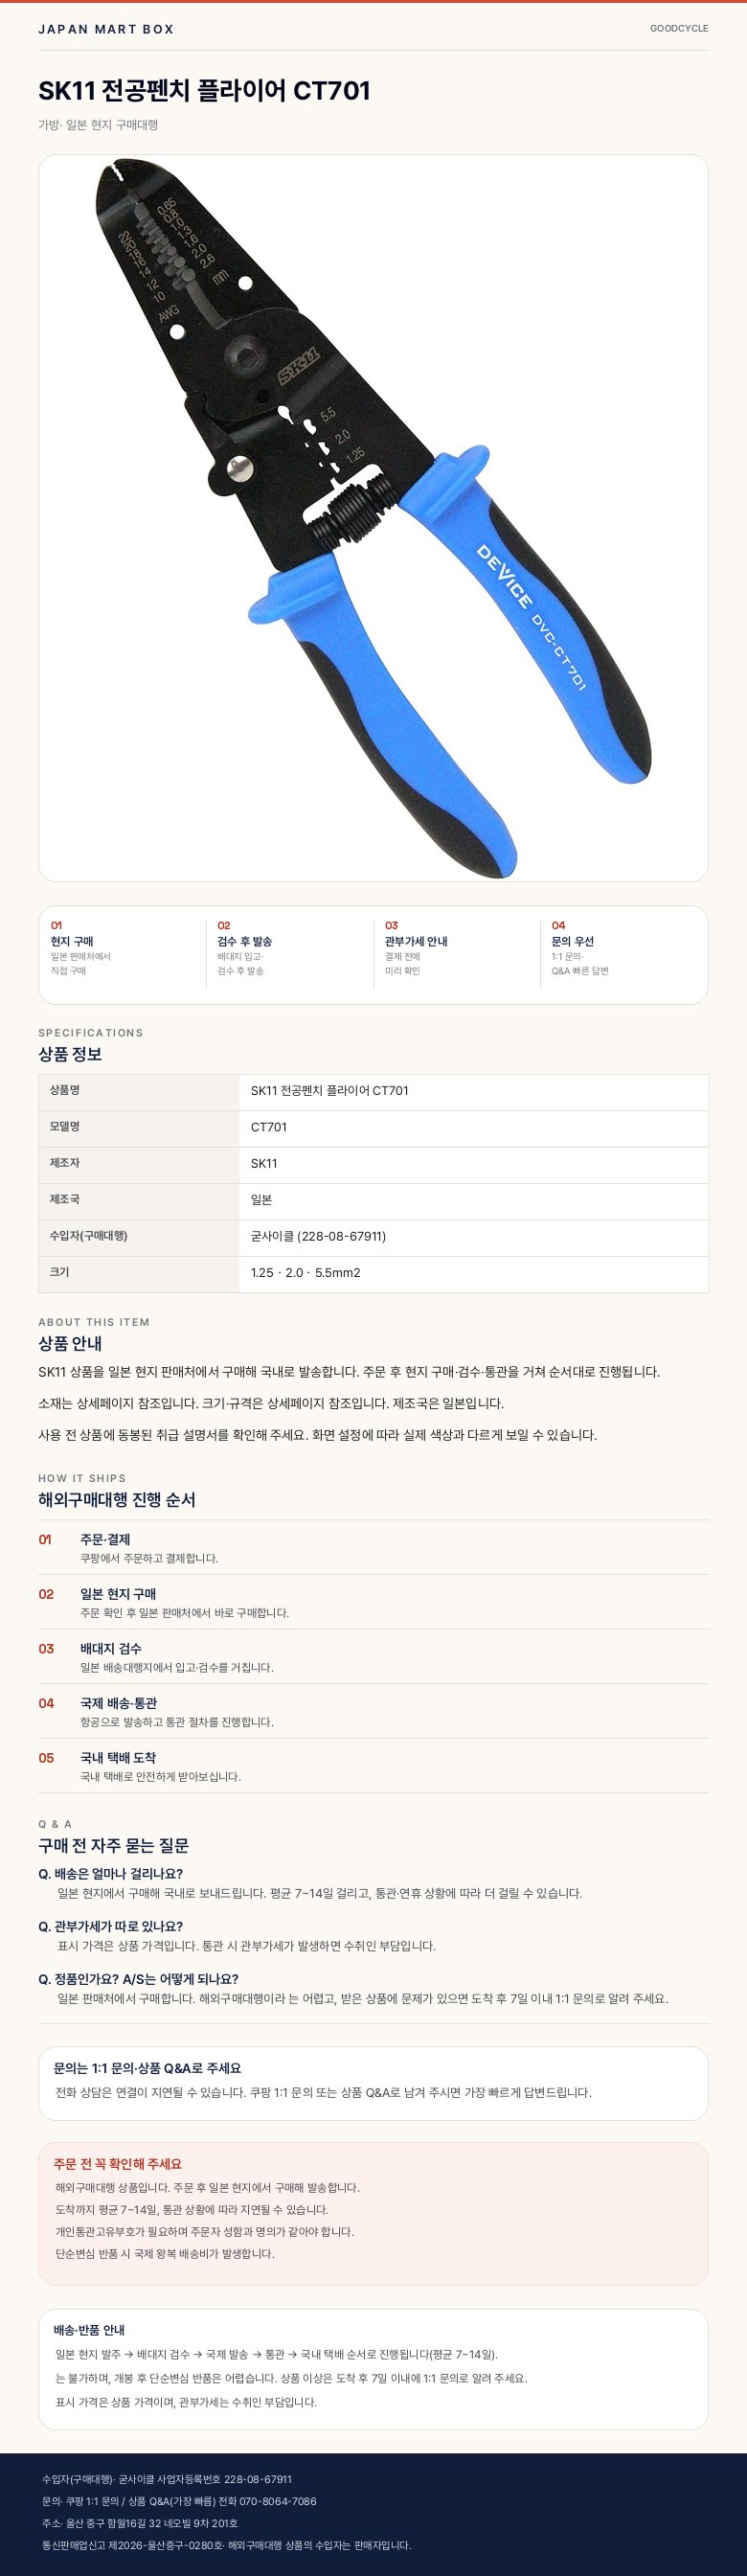 JAPAN MART BOX
GOODCYCLE
SK11 전공펜치 플라이어 CT701
가방· 일본 현지 구매대행
0.65
0.8
1.0
1.3
1.6
2.0
2.6
mm
22
20
18
16
14
12
10
AWG
SK11
5.5
2.0
1.25
DEVICE DVC-CT701
01
현지 구매
일본 판매처에서
직접 구매
02
검수 후 발송
배대지 입고·
검수 후 발송
03
관부가세 안내
결제 전에
미리 확인
04
문의 우선
1:1 문의·
Q&A 빠른 답변
SPECIFICATIONS
상품 정보
상품명 SK11 전공펜치 플라이어 CT701
모델명 CT701
제조자 SK11
제조국 일본
수입자(구매대행) 굳사이클 (228-08-67911)
크기 1.25 · 2.0 · 5.5mm2
ABOUT THIS ITEM
상품 안내
SK11 상품을 일본 현지 판매처에서 구매해 국내로 발송합니다. 주문 후 현지 구매·검수·통관을 거쳐 순서대로 진행됩니다.
소재는 상세페이지 참조입니다. 크기·규격은 상세페이지 참조입니다. 제조국은 일본입니다.
사용 전 상품에 동봉된 취급 설명서를 확인해 주세요. 화면 설정에 따라 실제 색상과 다르게 보일 수 있습니다.
HOW IT SHIPS
해외구매대행 진행 순서
01 주문·결제
쿠팡에서 주문하고 결제합니다.
02 일본 현지 구매
주문 확인 후 일본 판매처에서 바로 구매합니다.
03 배대지 검수
일본 배송대행지에서 입고·검수를 거칩니다.
04 국제 배송·통관
항공으로 발송하고 통관 절차를 진행합니다.
05 국내 택배 도착
국내 택배로 안전하게 받아보십니다.
Q & A
구매 전 자주 묻는 질문
Q. 배송은 얼마나 걸리나요?
일본 현지에서 구매해 국내로 보내드립니다. 평균 7~14일 걸리고, 통관·연휴 상황에 따라 더 걸릴 수 있습니다.
Q. 관부가세가 따로 있나요?
표시 가격은 상품 가격입니다. 통관 시 관부가세가 발생하면 수취인 부담입니다.
Q. 정품인가요? A/S는 어떻게 되나요?
일본 판매처에서 구매합니다. 해외구매대행이라 는 어렵고, 받은 상품에 문제가 있으면 도착 후 7일 이내 1:1 문의로 알려 주세요.
문의는 1:1 문의·상품 Q&A로 주세요
전화 상담은 연결이 지연될 수 있습니다. 쿠팡 1:1 문의 또는 상품 Q&A로 남겨 주시면 가장 빠르게 답변드립니다.
주문 전 꼭 확인해 주세요
해외구매대행 상품입니다. 주문 후 일본 현지에서 구매해 발송합니다.
도착까지 평균 7~14일, 통관 상황에 따라 지연될 수 있습니다.
개인통관고유부호가 필요하며 주문자 성함과 명의가 같아야 합니다.
단순변심 반품 시 국제 왕복 배송비가 발생합니다.
배송·반품 안내
일본 현지 발주 → 배대지 검수 → 국제 발송 → 통관 → 국내 택배 순서로 진행됩니다(평균 7~14일).
는 불가하며, 개봉 후 단순변심 반품은 어렵습니다. 상품 이상은 도착 후 7일 이내에 1:1 문의로 알려 주세요.
표시 가격은 상품 가격이며, 관부가세는 수취인 부담입니다.
수입자(구매대행)· 굳사이클 사업자등록번호 228-08-67911
문의· 쿠팡 1:1 문의 / 상품 Q&A(가장 빠름) 전화 070-8064-7086
주소· 울산 중구 함월16길 32 네오빌 9차 201호
통신판매업신고 제2026-울산중구-0280호· 해외구매대행 상품의 수입자는 판매자입니다.